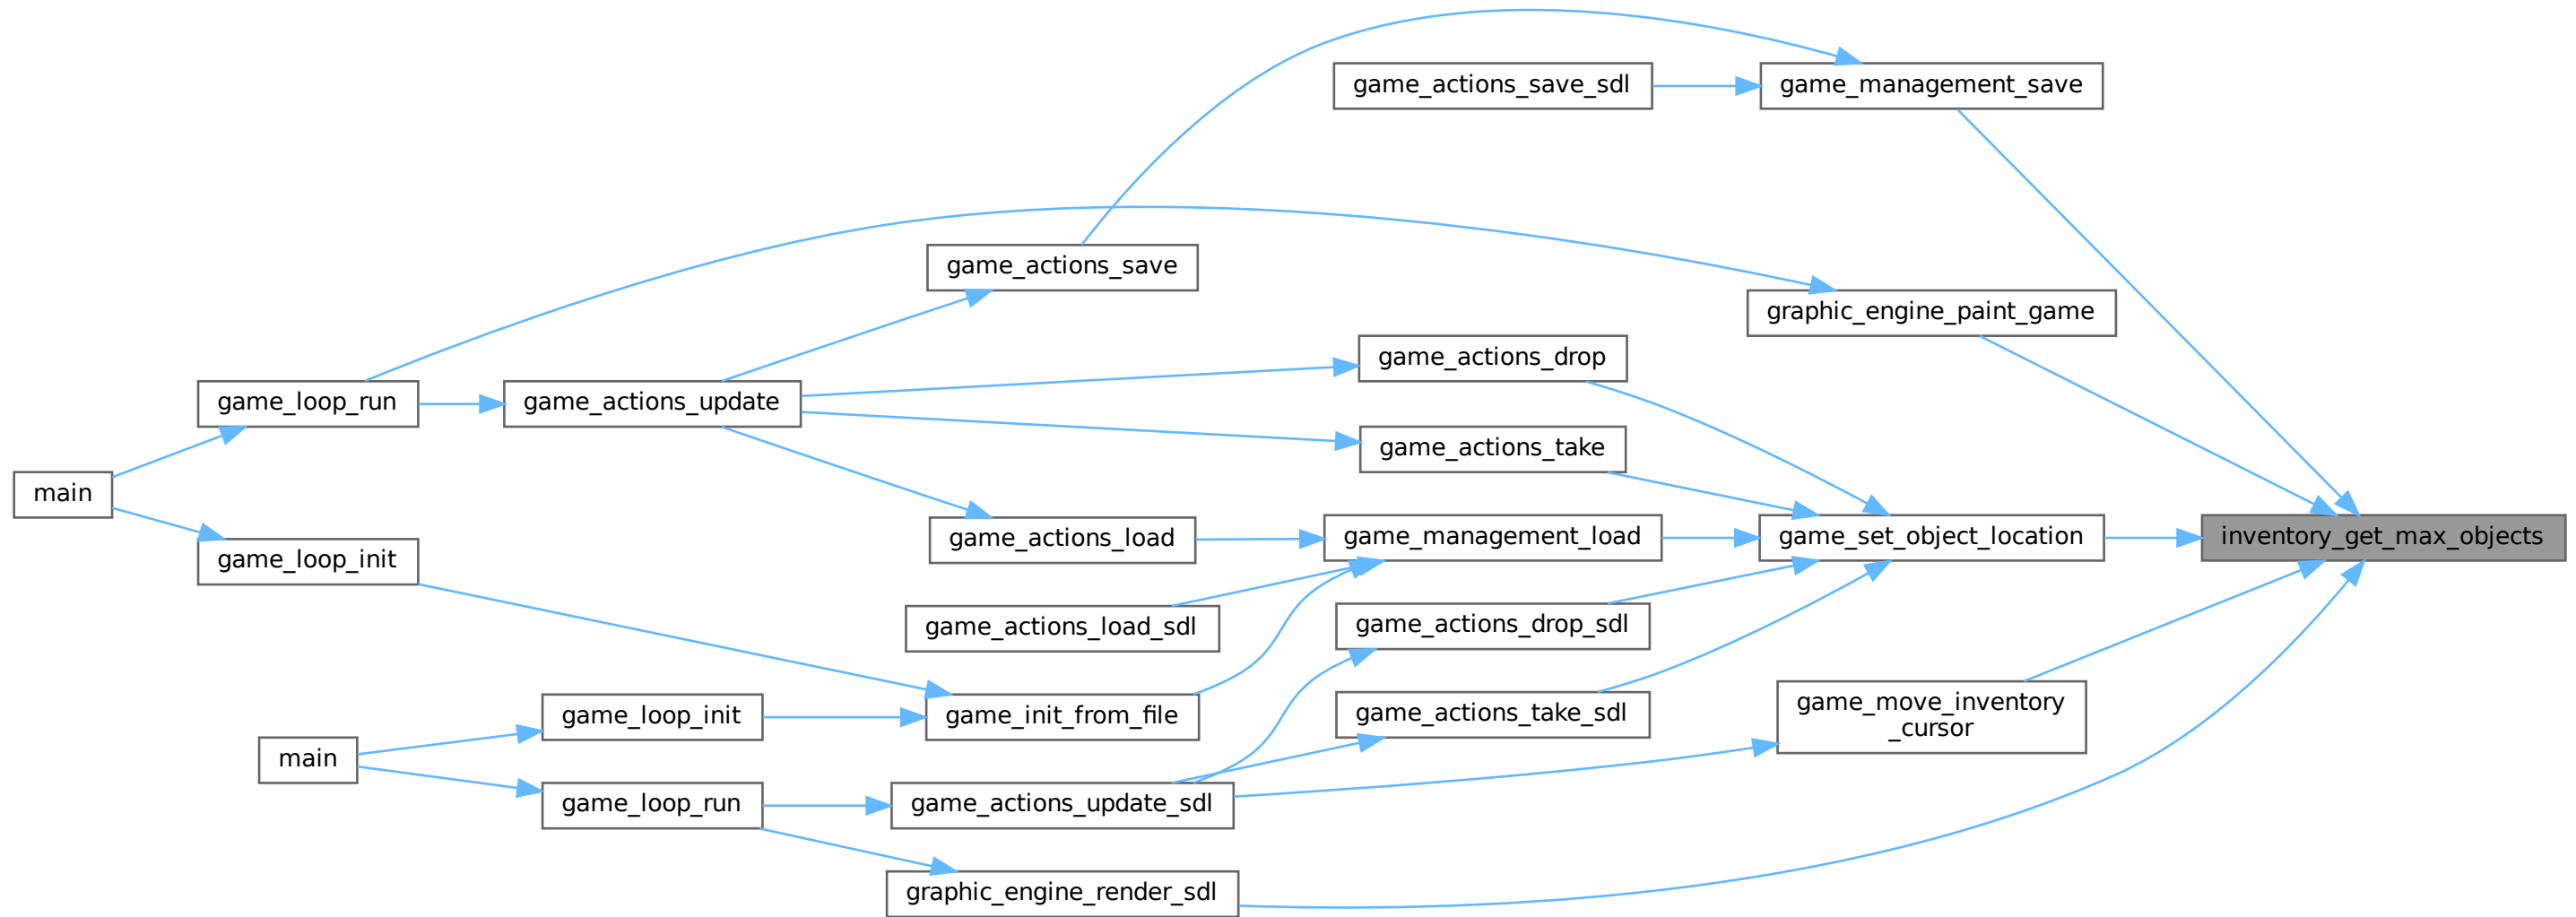 game_management_save
game_actions_save_sdl
game_actions_save
graphic_engine_paint_game
game_actions_drop
game_loop_run
game_actions_update
game_actions_take
main
game_actions_load
game_management_load
game_set_object_location
inventory_get_max_objects
game_loop_init
game_actions_load_sdl
game_actions_drop_sdl
game_move_inventory
_cursor
game_loop_init
game_init_from_file
game_actions_take_sdl
main
game_loop_run
game_actions_update_sdl
graphic_engine_render_sdl